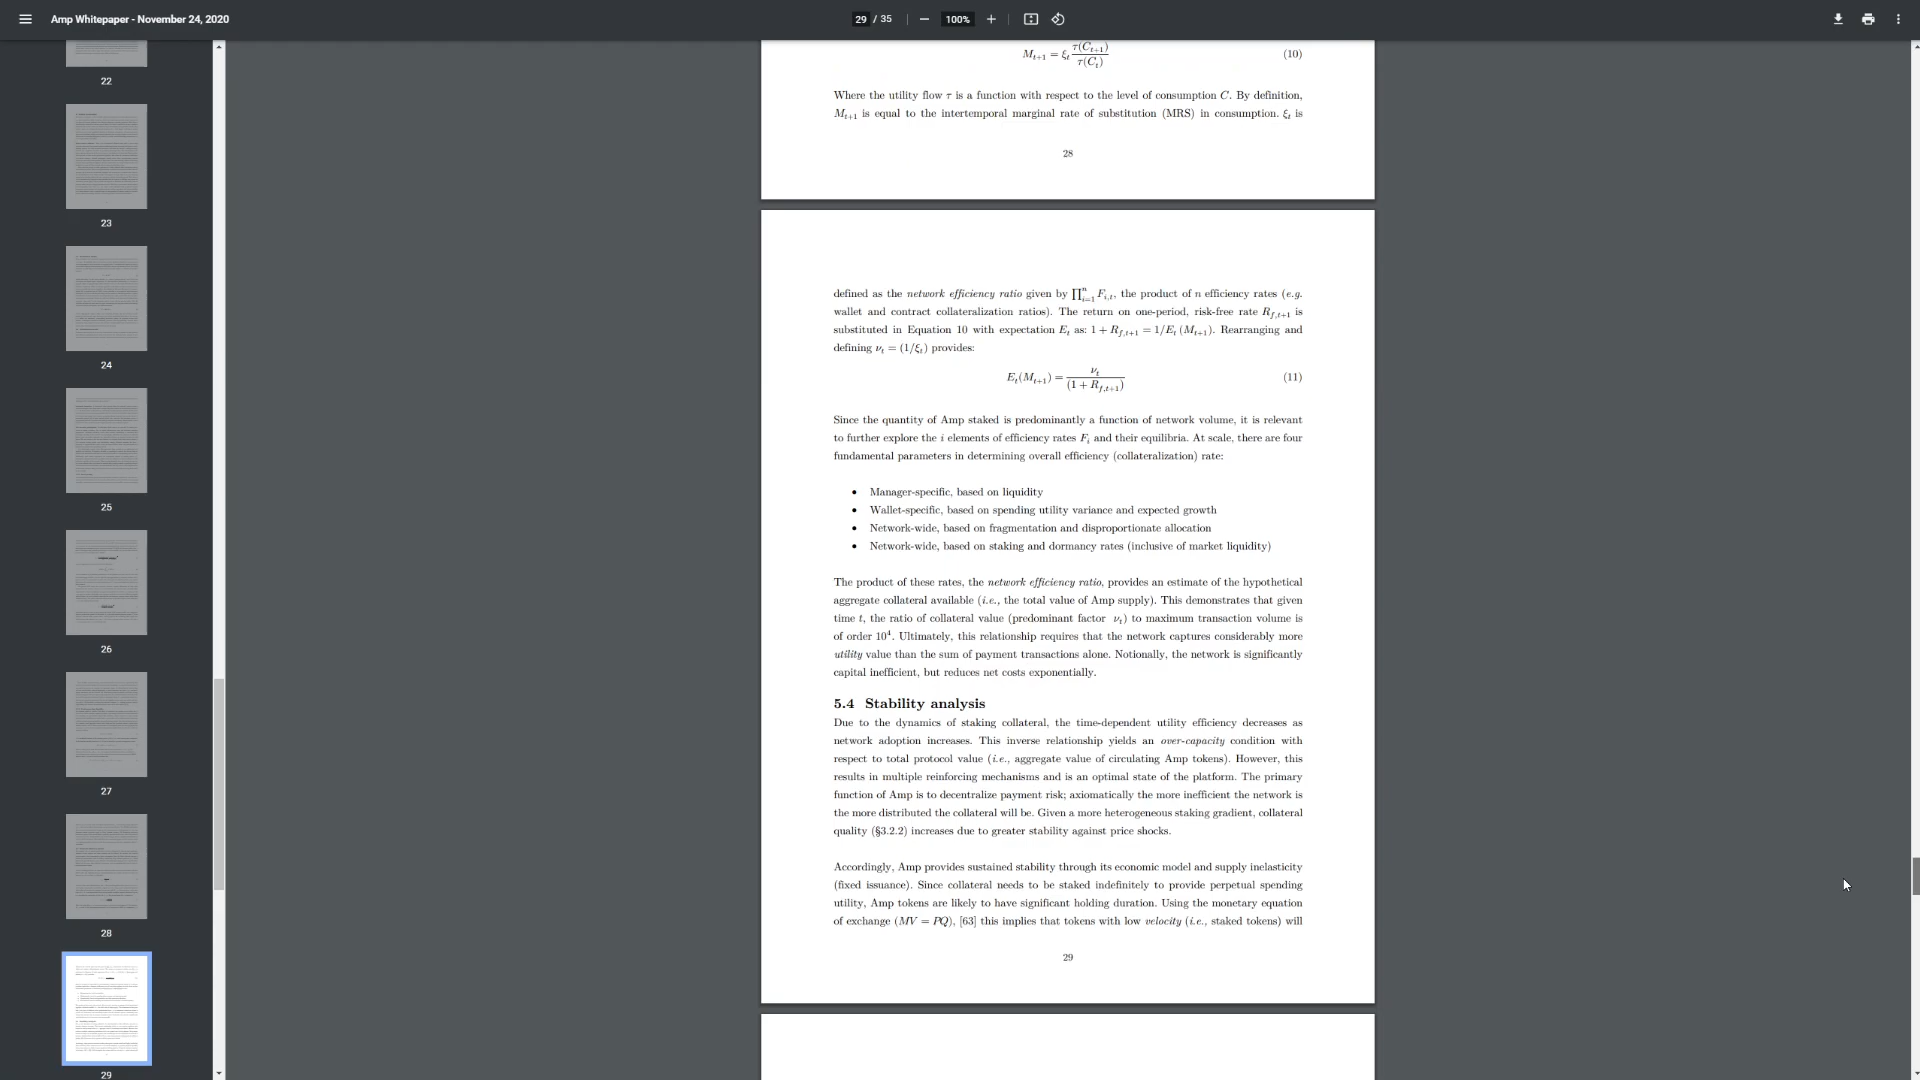 Amp Whitepaper - November 24, 2020
29 / 35
100%
22
23
24
25
26
27
28
29
M_{t+1} = ξ_t τ(C_{t+1}) / τ(C_t) (10)
Where the utility flow τ is a function with respect to the level of consumption C. By definition,
M_{t+1} is equal to the intertemporal marginal rate of substitution (MRS) in consumption. ξ_t is
28
defined as the network efficiency ratio given by ∏_{i=1}^{n} F_{i,t}, the product of n efficiency rates (e.g.
wallet and contract collateralization ratios). The return on one-period, risk-free rate R_{f,t+1} is
substituted in Equation 10 with expectation E_t as: 1 + R_{f,t+1} = 1/E_t (M_{t+1}). Rearranging and
defining ν_t = (1/ξ_t) provides:
E_t(M_{t+1}) = ν_t / (1 + R_{f,t+1}) (11)
Since the quantity of Amp staked is predominantly a function of network volume, it is relevant
to further explore the i elements of efficiency rates F_i and their equilibria. At scale, there are four
fundamental parameters in determining overall efficiency (collateralization) rate:
• Manager-specific, based on liquidity
• Wallet-specific, based on spending utility variance and expected growth
• Network-wide, based on fragmentation and disproportionate allocation
• Network-wide, based on staking and dormancy rates (inclusive of market liquidity)
The product of these rates, the network efficiency ratio, provides an estimate of the hypothetical
aggregate collateral available (i.e., the total value of Amp supply). This demonstrates that given
time t, the ratio of collateral value (predominant factor ν_t) to maximum transaction volume is
of order 10⁴. Ultimately, this relationship requires that the network captures considerably more
utility value than the sum of payment transactions alone. Notionally, the network is significantly
capital inefficient, but reduces net costs exponentially.
5.4 Stability analysis
Due to the dynamics of staking collateral, the time-dependent utility efficiency decreases as
network adoption increases. This inverse relationship yields an over-capacity condition with
respect to total protocol value (i.e., aggregate value of circulating Amp tokens). However, this
results in multiple reinforcing mechanisms and is an optimal state of the platform. The primary
function of Amp is to decentralize payment risk; axiomatically the more inefficient the network is
the more distributed the collateral will be. Given a more heterogeneous staking gradient, collateral
quality (§3.2.2) increases due to greater stability against price shocks.
Accordingly, Amp provides sustained stability through its economic model and supply inelasticity
(fixed issuance). Since collateral needs to be staked indefinitely to provide perpetual spending
utility, Amp tokens are likely to have significant holding duration. Using the monetary equation
of exchange (MV = PQ), [63] this implies that tokens with low velocity (i.e., staked tokens) will
29